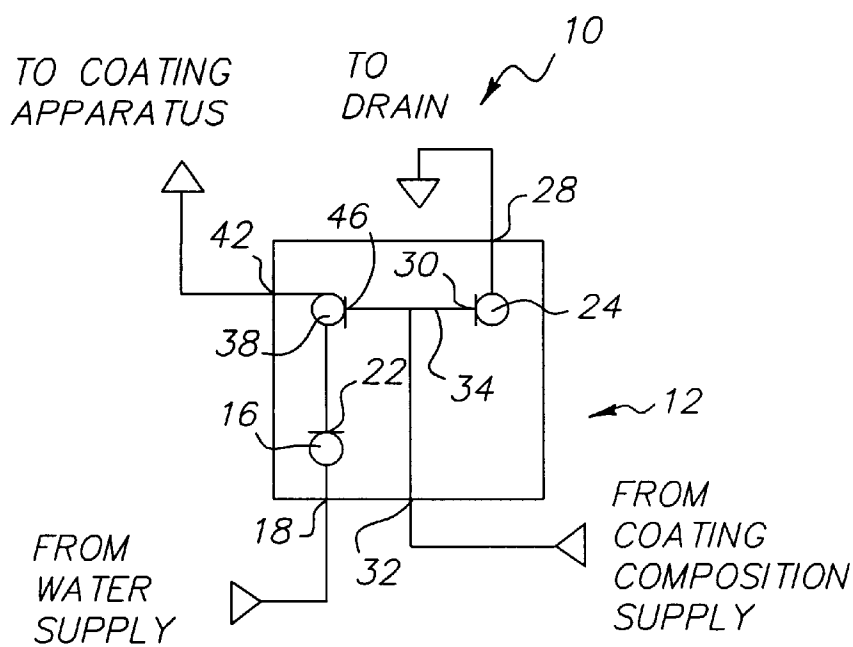 10
TO COATING
APPARATUS
TO
DRAIN
28
46
42
30
24
38
22
34
16
12
18
32
FROM
WATER
SUPPLY
FROM
COATING
COMPOSITION
SUPPLY